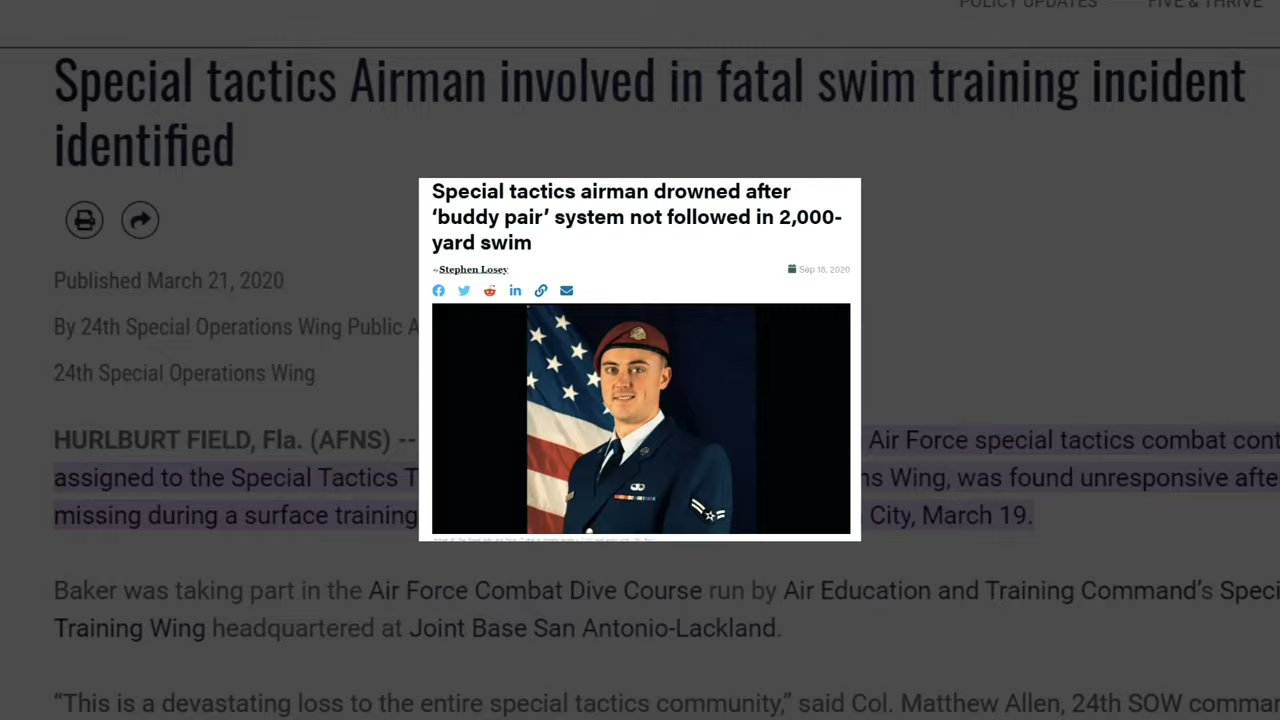 POLICY UPDATES
FIVE & THRIVE
Special tactics Airman involved in fatal swim training incident
identified
Published March 21, 2020
By 24th Special Operations Wing Public A
24th Special Operations Wing
HURLBURT FIELD, Fla. (AFNS) --
Air Force special tactics combat cont
assigned to the Special Tactics T
ns Wing, was found unresponsive afte
missing during a surface training
City, March 19.
Baker was taking part in the Air Force Combat Dive Course run by Air Education and Training Command’s Speci
Training Wing headquartered at Joint Base San Antonio-Lackland.
“This is a devastating loss to the entire special tactics community,” said Col. Matthew Allen, 24th SOW comma
Special tactics airman drowned after
‘buddy pair’ system not followed in 2,000-
yard swim
By Stephen Losey
Sep 18, 2020